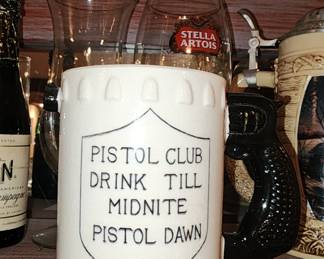 STELLA
ARTOIS
PISTOL CLUB
DRINK TILL
MIDNITE
PISTOL DAWN
N